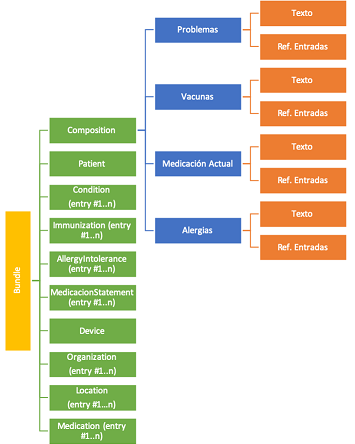 Bundle
Composition
Patient
Condition
(entry #1..n)
Immunization (entry
#1..n)
AllergyIntolerance
(entry #1..n)
MedicacionStatement
(entry #1..n)
Device
Organization
(entry #1..n)
Location
(entry #1...n)
Medication (entry
#1..n)
Problemas
Texto
Ref. Entradas
Vacunas
Texto
Ref. Entradas
Medicación Actual
Texto
Ref. Entradas
Alergias
Texto
Ref. Entradas